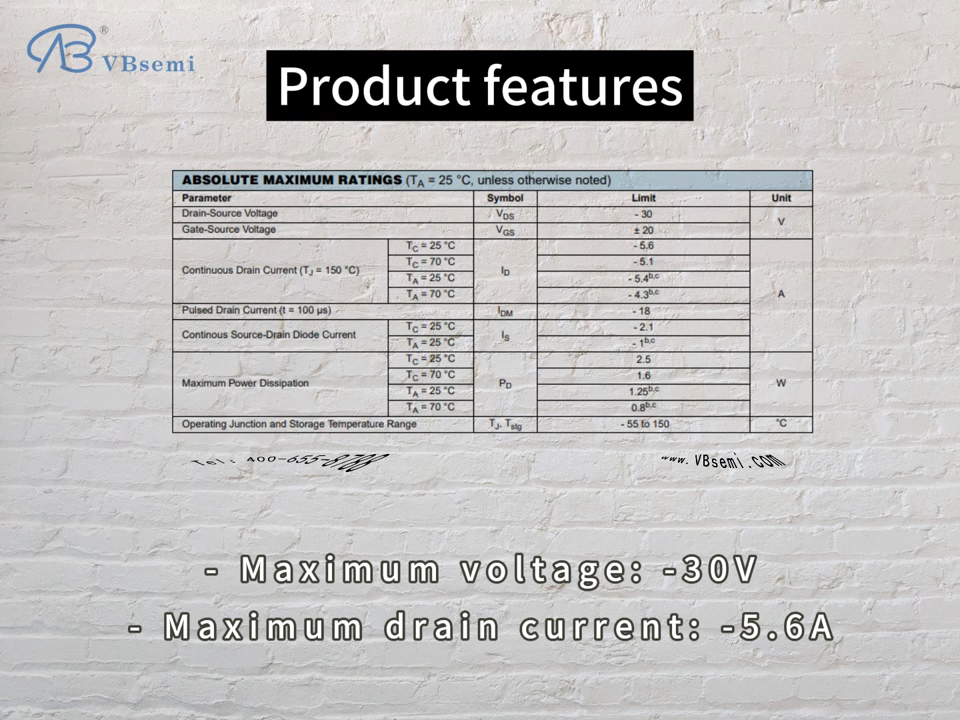 VBsemi®
Product features
ABSOLUTE MAXIMUM RATINGS (TA = 25 °C, unless otherwise noted)
Parameter Symbol Limit Unit
Drain-Source Voltage VDS - 30 V
Gate-Source Voltage VGS ± 20
Continuous Drain Current (TJ = 150 °C) TC = 25 °C ID - 5.6 A
TC = 70 °C - 5.1
TA = 25 °C - 5.4b,c
TA = 70 °C - 4.3b,c
Pulsed Drain Current (t = 100 µs) IDM - 18
Continous Source-Drain Diode Current TC = 25 °C IS - 2.1
TA = 25 °C - 1b,c
Maximum Power Dissipation TC = 25 °C PD 2.5 W
TC = 70 °C 1.6
TA = 25 °C 1.25b,c
TA = 70 °C 0.8b,c
Operating Junction and Storage Temperature Range TJ, Tstg - 55 to 150 °C
Tel: 400-655-8788
www.VBsemi.com
- Maximum voltage: -30V
- Maximum drain current: -5.6A